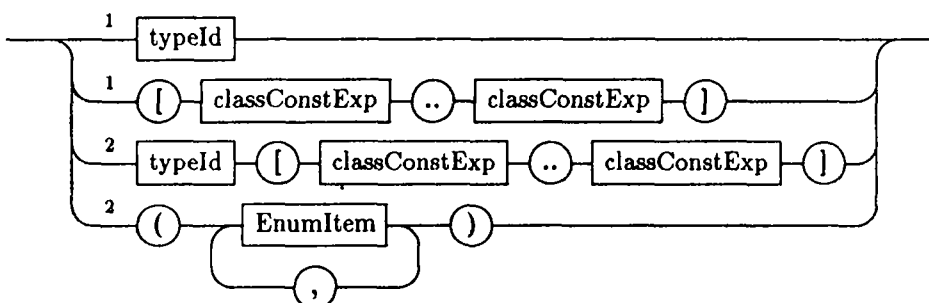 1 typeId
1 [ classConstExp .. classConstExp ]
2 typeId [ classConstExp .. classConstExp ]
2 ( EnumItem )
,